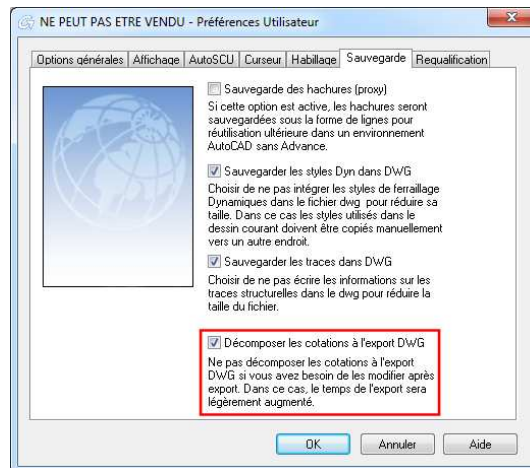 NE PEUT PAS ETRE VENDU - Préférences Utilisateur
Options générales
Affichage
AutoSCU
Curseur
Habillage
Sauvegarde
Requalification
Sauvegarde des hachures (proxy)
Si cette option est active, les hachures seront
sauvegardées sous la forme de lignes pour
réutilisation ultérieure dans un environnement
AutoCAD sans Advance.
Sauvegarder les styles Dyn dans DWG
Choisir de ne pas intégrer les styles de ferraillage
Dynamiques dans le fichier dwg pour réduire sa
taille. Dans ce cas les styles utilisés dans le
dessin courant doivent être copiés manuellement
vers un autre endroit.
Sauvegarder les traces dans DWG
Choisir de ne pas écrire les informations sur les
traces structurelles dans le dwg pour réduire la
taille du fichier.
Décomposer les cotations à l'export DWG
Ne pas décomposer les cotations à l'export
DWG si vous avez besoin de les modifier après
export. Dans ce cas, le temps de l'export sera
légèrement augmenté.
OK
Annuler
Aide